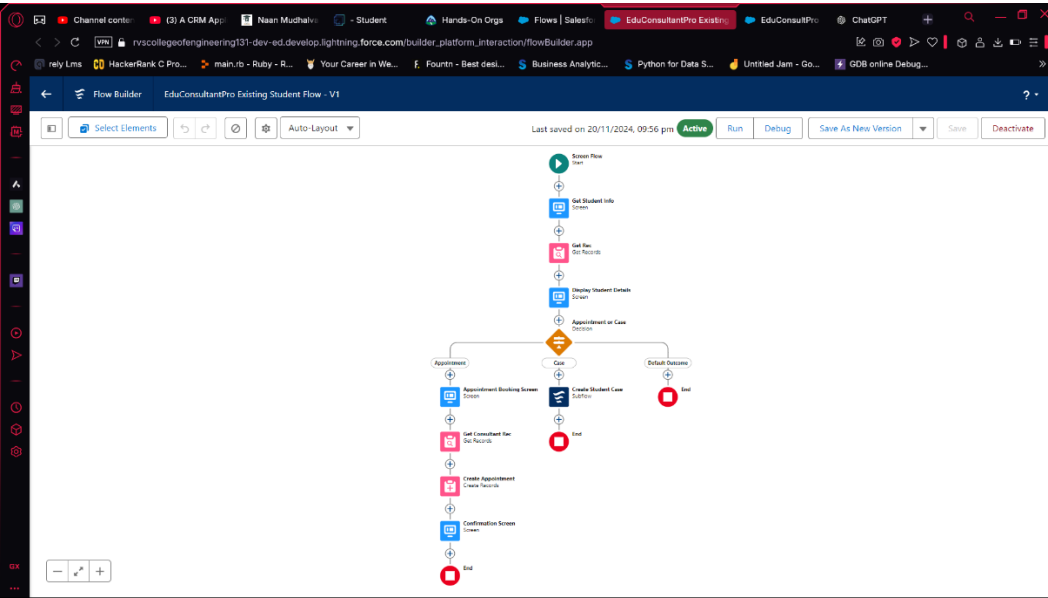 Channel conten
(3) A CRM Appl
Naan Mudhalva
- Student
Hands-On Orgs
Flows | Salesfo
EduConsultantPro Existing
EduConsultPro
ChatGPT
VPN
rvscollegeofengineering131-dev-ed.develop.lightning.force.com/builder_platform_interaction/flowBuilder.app
rely Lms
HackerRank C Pro...
main.rb - Ruby - R...
Your Career in We...
Fountn - Best desi...
Business Analytic...
Python for Data S...
Untitled Jam - Go...
GDB online Debug...
Flow Builder
EduConsultantPro Existing Student Flow - V1
?
Select Elements
Auto-Layout
Last saved on 20/11/2024, 09:56 pm
Active
Run
Debug
Save As New Version
Save
Deactivate
Screen Flow
Start
Get Student Info
Screen
Get Rec
Get Records
Display Student Details
Screen
Appointment or Case
Decision
Appointment
Case
Default Outcome
Appointment Booking Screen
Screen
Create Student Case
Subflow
End
Get Consultant Rec
Get Records
End
Create Appointment
Create Records
Confirmation Screen
Screen
End
GX